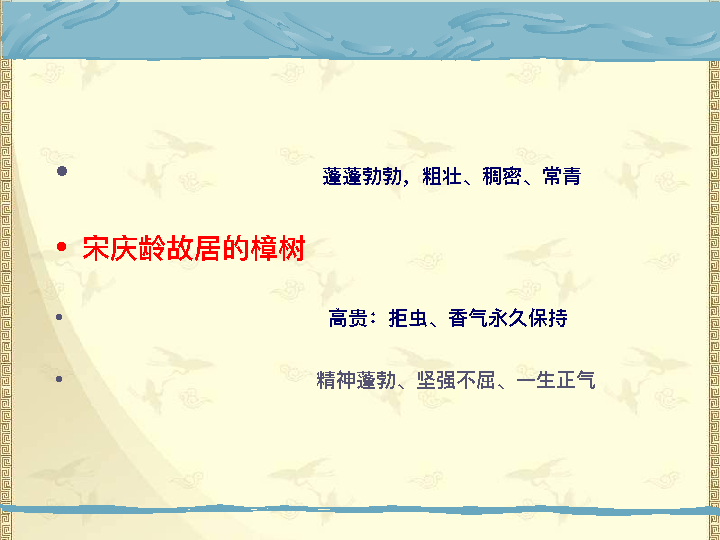 蓬蓬勃勃，粗壮、稠密、常青
宋庆龄故居的樟树
高贵：拒虫、香气永久保持
精神蓬勃、坚强不屈、一生正气